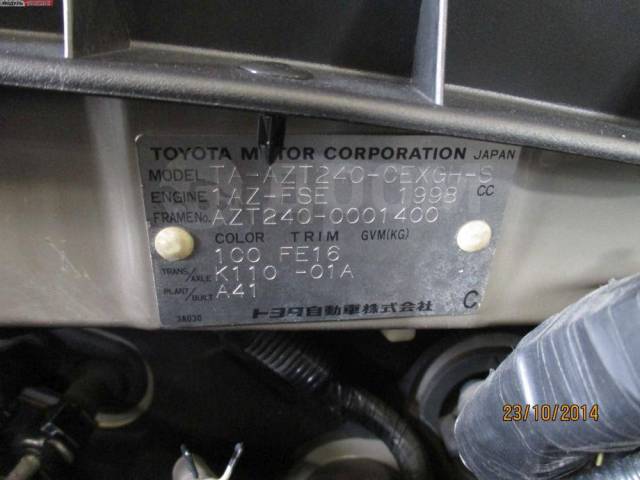 TOYOTA MOTOR CORPORATION JAPAN
MODEL TA-AZT240-CEXGH-S
ENGINE 1AZ-FSE 1998 CC
FRAME No. AZT240-0001400
COLOR TRIM GVM(KG)
1C0 FE16
TRANS/AXLE K110 -01A
PLANT/BUILT A41
トヨタ自動車株式会社 C
3A030
23/10/2014